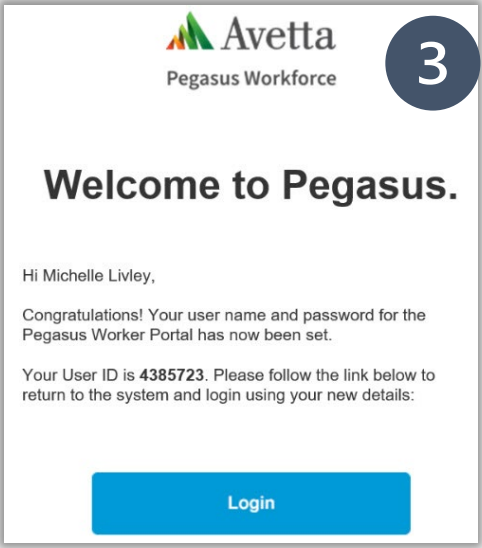 Avetta
Pegasus Workforce
3
Welcome to Pegasus.
Hi Michelle Livley,
Congratulations! Your user name and password for the
Pegasus Worker Portal has now been set.
Your User ID is 4385723. Please follow the link below to
return to the system and login using your new details:
Login